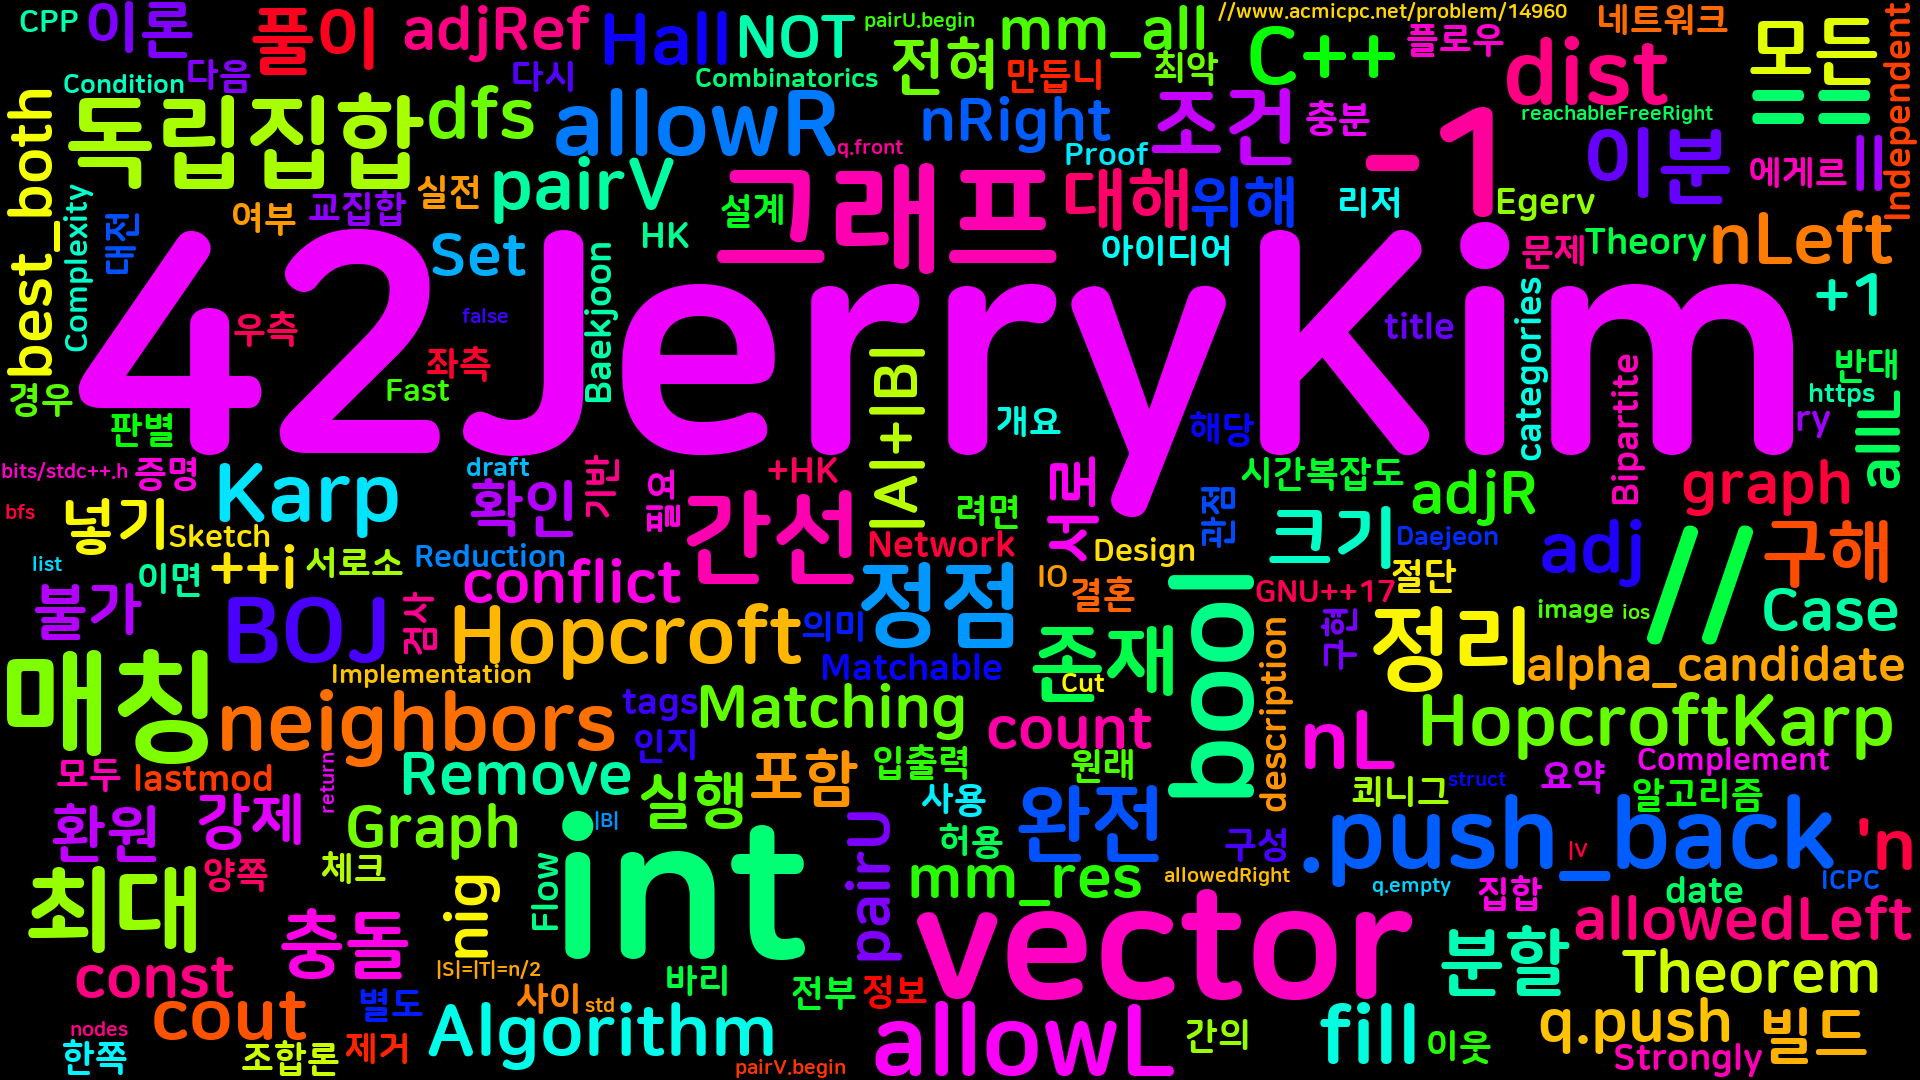 CPP
이론
풀이
adjRef
Hall
NOT
pairU.begin
mm_all
//www.acmicpc.net/problem/14960
C++
플로우
네트워크
모든
Independent
Condition
다음
다시
Combinatorics
전혀
만듭니
최악
dist
==
best_both
독립집합
dfs
allowR
q.front
nRight
조건
충분
reachableFreeRight
이분
에게르
||
Proof
Complexity
대전
여부
교집합
실전
pairV
설계
그래프
대해
위해
리저
-1
Egerv
HK
Set
아이디어
문제
Theory
nLeft
+1
42JerryKim
우측
false
Baekjoon
title
categories
좌측
Fast
|A|+|B|
개요
해당
Bipartite
반대
https
ry
allL
경우
판별
bits/stdc++.h
증명
Karp
draft
확인
기반
여
필
간선
+HK
려면
서로
시간복잡도
관점
adjR
graph
bfs
넣기
Sketch
Network
Design
크기
Daejeon
adj
//
구해
list
이면
++i
서로소
Reduction
conflict
정점
IO
결혼
GNU++17
절단
불가
BOJ
검사
Hopcroft
의미
존재
bool
구현
정리
image
ios
Case
매칭
Implementation
Matchable
Cut
description
alpha_candidate
neighbors
tags
Matching
count
nL
HopcroftKarp
인지
모두
lastmod
return
Remove
실행
포함
입출력
원래
Complement
쾨니그
struct
요약
알고리즘
환원
강제
Graph
|B|
사용
완전
허용
구성
.push_back
|V
'n
최대
양쪽
체크
Flow
int
pairU
mm_res
allowedRight
q.empty
집합
date
ICPC
충돌
nig
vector
분할
allowedLeft
const
|S|=|T|=n/2
바리
전부
정보
Theorem
cout
별도
사이
std
nodes
한쪽
조합론
제거
Algorithm
pairV.begin
allowL
간의
fill
이웃
q.push
빌드
Strongly